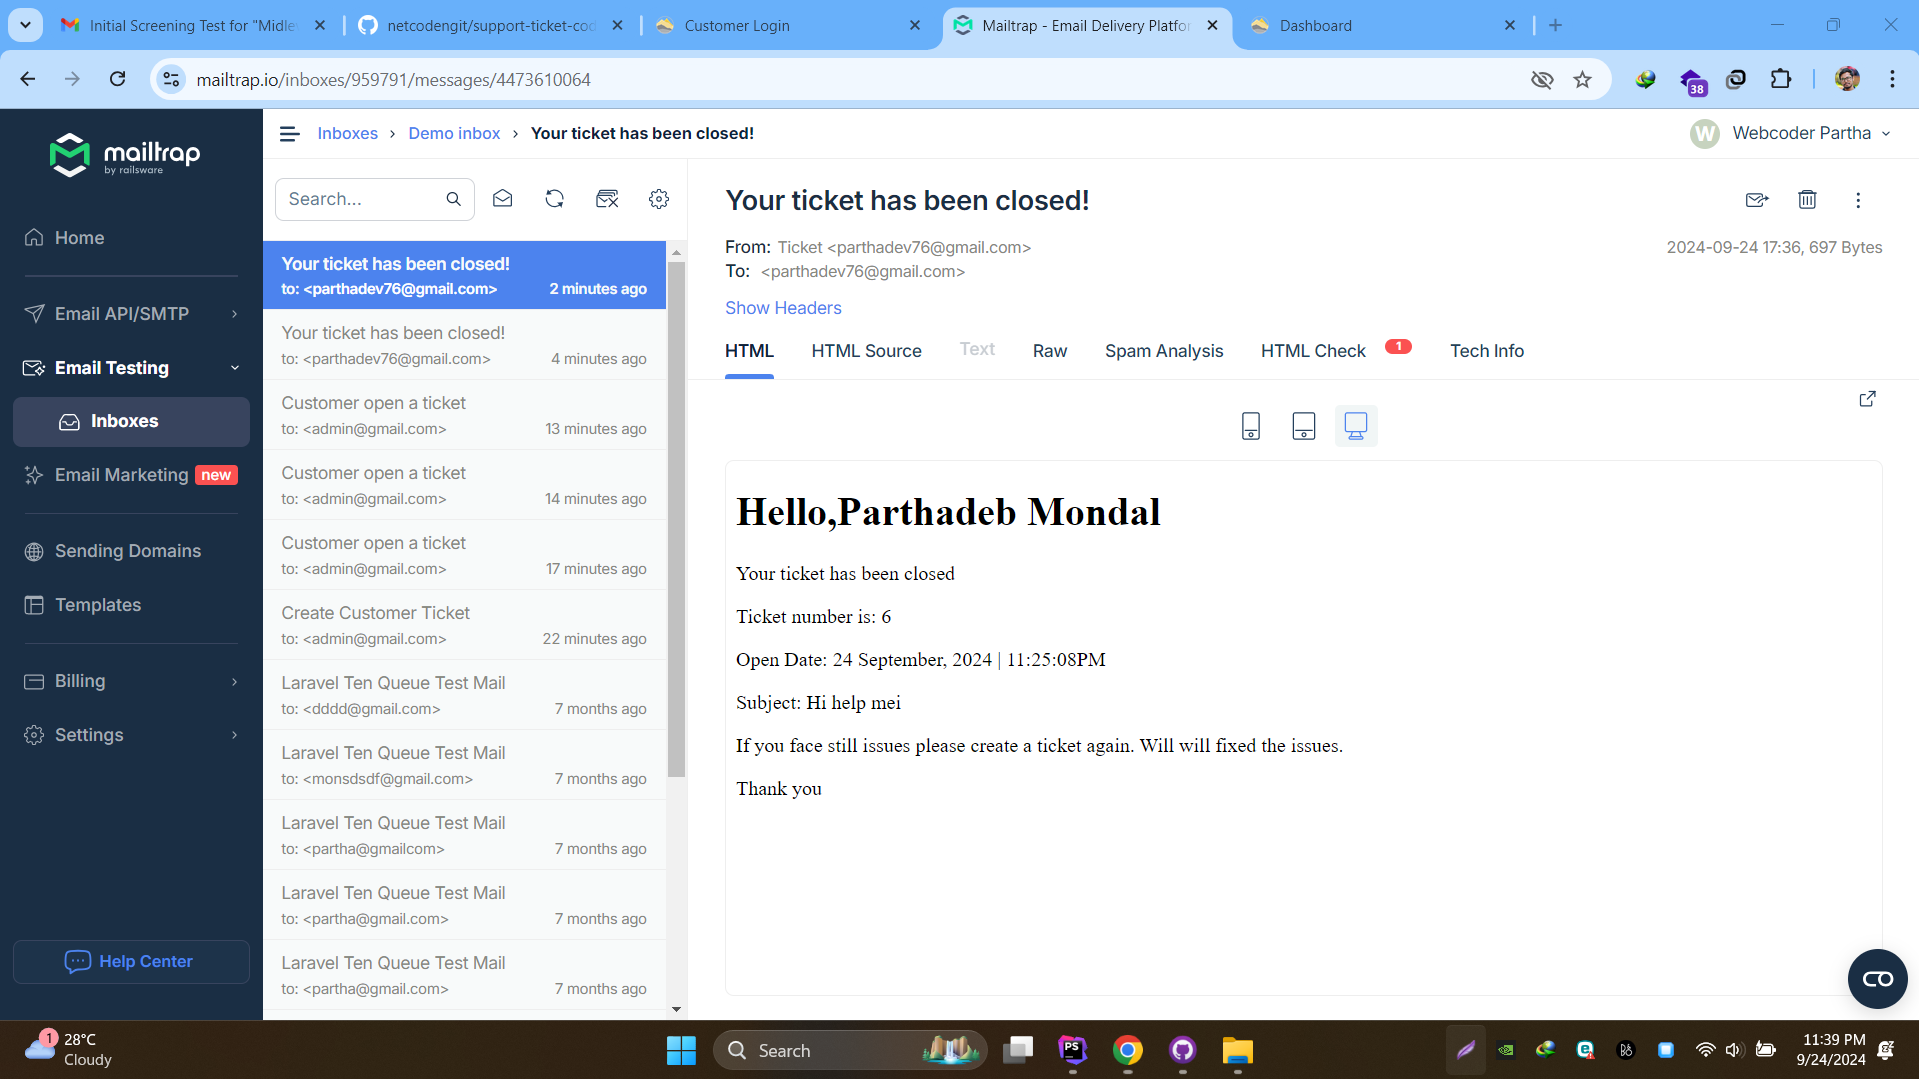 Initial Screening Test for "Midle
netcodengit/support-ticket-cod
Customer Login
Mailtrap - Email Delivery Platfor
Dashboard
mailtrap.io/inboxes/959791/messages/4473610064
38
mailtrap
by railsware
Home
Email API/SMTP
Email Testing
Inboxes
Email Marketing new
Sending Domains
Templates
Billing
Settings
Help Center
Inboxes › Demo inbox › Your ticket has been closed!
W Webcoder Partha
Search...
Your ticket has been closed!
to: <parthadev76@gmail.com> 2 minutes ago
Your ticket has been closed!
to: <parthadev76@gmail.com> 4 minutes ago
Customer open a ticket
to: <admin@gmail.com> 13 minutes ago
Customer open a ticket
to: <admin@gmail.com> 14 minutes ago
Customer open a ticket
to: <admin@gmail.com> 17 minutes ago
Create Customer Ticket
to: <admin@gmail.com> 22 minutes ago
Laravel Ten Queue Test Mail
to: <dddd@gmail.com> 7 months ago
Laravel Ten Queue Test Mail
to: <monsdsdf@gmail.com> 7 months ago
Laravel Ten Queue Test Mail
to: <partha@gmailcom> 7 months ago
Laravel Ten Queue Test Mail
to: <partha@gmail.com> 7 months ago
Laravel Ten Queue Test Mail
to: <partha@gmail.com> 7 months ago
Your ticket has been closed!
From: Ticket <parthadev76@gmail.com>
2024-09-24 17:36, 697 Bytes
To: <parthadev76@gmail.com>
Show Headers
HTML HTML Source Text Raw Spam Analysis HTML Check 1 Tech Info
Hello,Parthadeb Mondal
Your ticket has been closed
Ticket number is: 6
Open Date: 24 September, 2024 | 11:25:08PM
Subject: Hi help mei
If you face still issues please create a ticket again. Will will fixed the issues.
Thank you
1
28°C
Cloudy
Search
PS
11:39 PM
9/24/2024